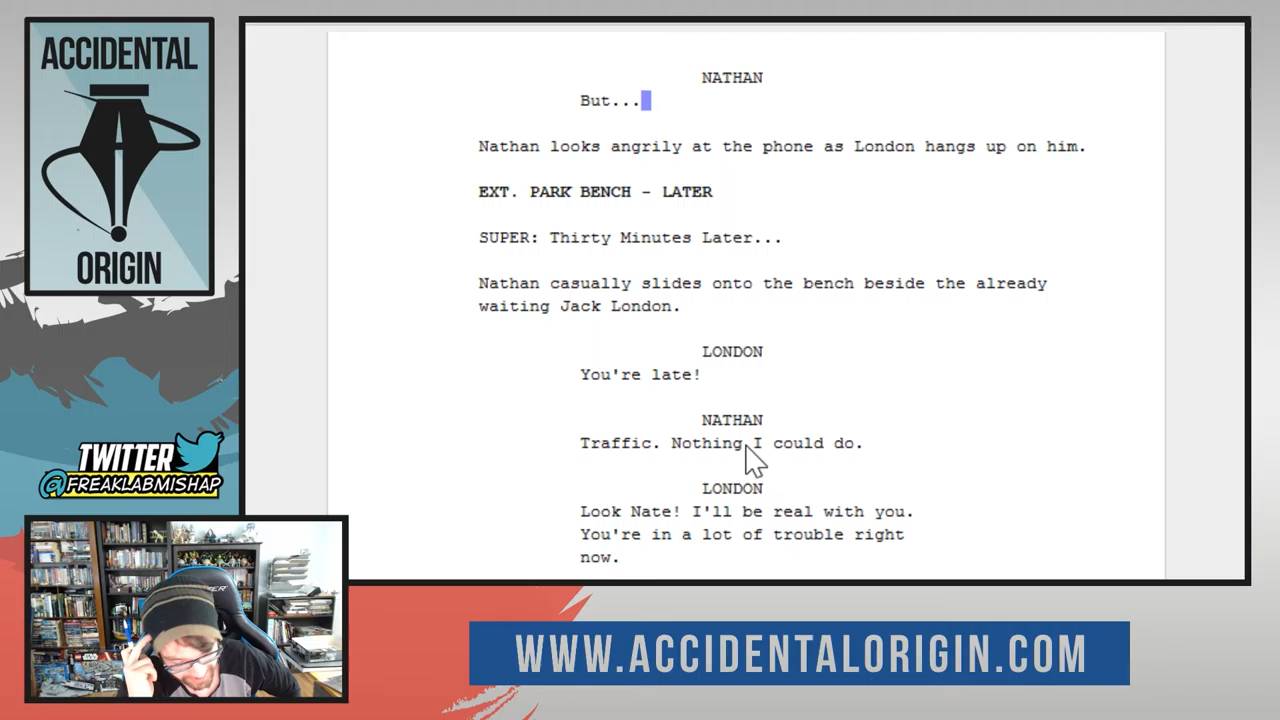 ACCIDENTAL
ORIGIN
NATHAN
But...
Nathan looks angrily at the phone as London hangs up on him.
EXT. PARK BENCH - LATER
SUPER: Thirty Minutes Later...
Nathan casually slides onto the bench beside the already
waiting Jack London.
LONDON
You're late!
NATHAN
Traffic. Nothing I could do.
LONDON
Look Nate! I'll be real with you.
You're in a lot of trouble right
now.
TWITTER
@FREAKLABMISHAP
WWW.ACCIDENTALORIGIN.COM